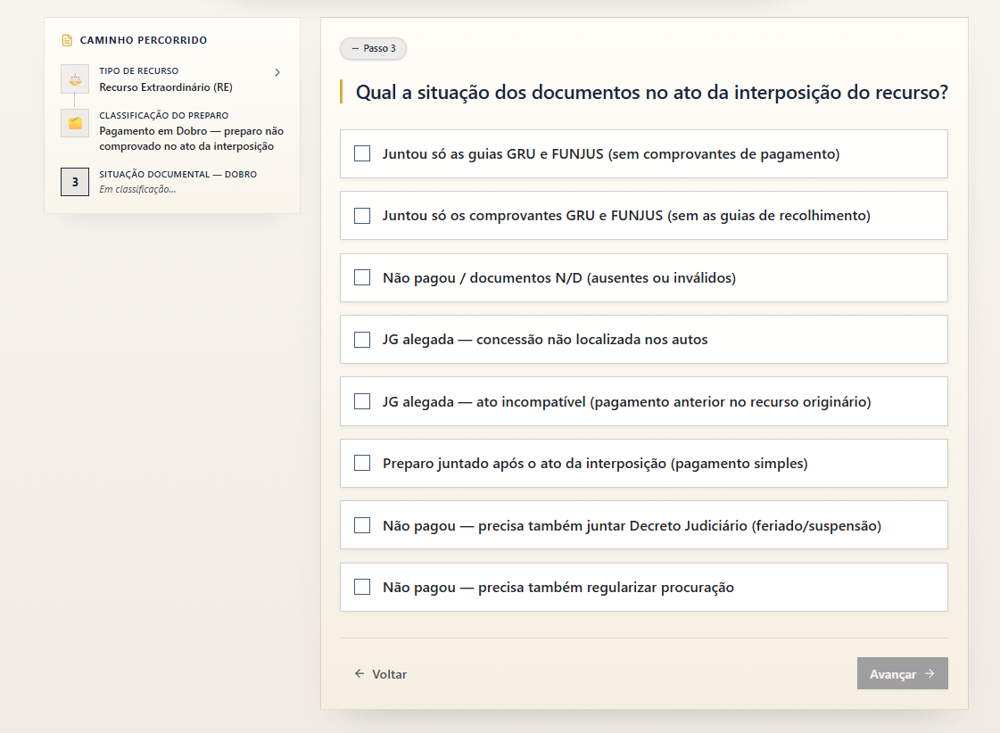 CAMINHO PERCORRIDO
TIPO DE RECURSO
Recurso Extraordinário (RE)
CLASSIFICAÇÃO DO PREPARO
Pagamento em Dobro — preparo não
comprovado no ato da interposição
3
SITUAÇÃO DOCUMENTAL — DOBRO
Em classificação...
— Passo 3
Qual a situação dos documentos no ato da interposição do recurso?
Juntou só as guias GRU e FUNJUS (sem comprovantes de pagamento)
Juntou só os comprovantes GRU e FUNJUS (sem as guias de recolhimento)
Não pagou / documentos N/D (ausentes ou inválidos)
JG alegada — concessão não localizada nos autos
JG alegada — ato incompatível (pagamento anterior no recurso originário)
Preparo juntado após o ato da interposição (pagamento simples)
Não pagou — precisa também juntar Decreto Judiciário (feriado/suspensão)
Não pagou — precisa também regularizar procuração
← Voltar
Avançar →